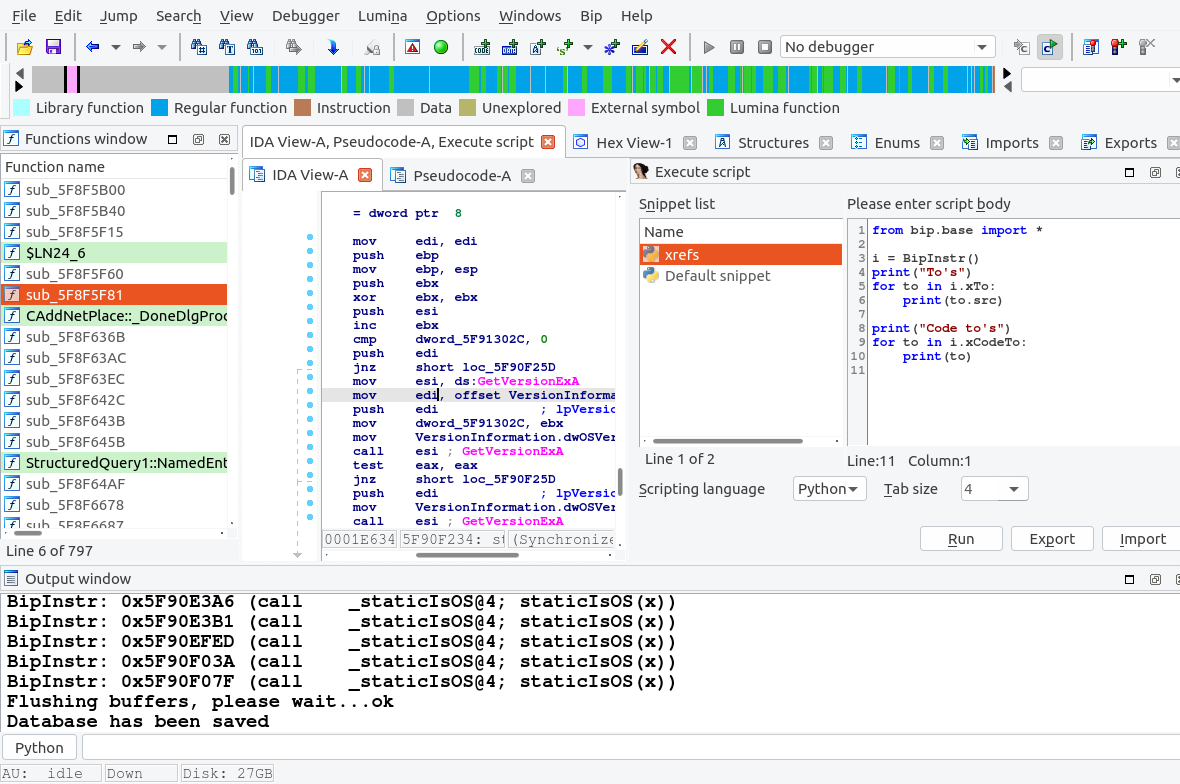 File Edit Jump Search View Debugger Lumina Options Windows Bip Help
No debugger
Library function Regular function Instruction Data Unexplored External symbol Lumina function
Functions window
IDA View-A, Pseudocode-A, Execute script
Hex View-1
Structures
Enums
Imports
Exports
Function name
sub_5F8F5B00
sub_5F8F5B40
sub_5F8F5F15
$LN24_6
sub_5F8F5F60
sub_5F8F5F81
CAddNetPlace::_DoneDlgProc
sub_5F8F636B
sub_5F8F63AC
sub_5F8F63EC
sub_5F8F642C
sub_5F8F643B
sub_5F8F645B
StructuredQuery1::NamedEnt
sub_5F8F64AF
sub_5F8F6678
sub_5F8F6687
Line 6 of 797
IDA View-A
Pseudocode-A
= dword ptr  8
mov     edi, edi
push    ebp
mov     ebp, esp
push    ebx
xor     ebx, ebx
push    esi
inc     ebx
cmp     dword_5F91302C, 0
push    edi
jnz     short loc_5F90F25D
mov     esi, ds:GetVersionExA
mov     edi, offset VersionInforma
push    edi             ; lpVersio
mov     dword_5F91302C, ebx
mov     VersionInformation.dwOSVer
call    esi ; GetVersionExA
test    eax, eax
jnz     short loc_5F90F25D
push    edi             ; lpVersio
mov     VersionInformation.dwOSVer
call    esi ; GetVersionExA
0001E634 5F90F234: st (Synchronize
Execute script
Snippet list
Name
xrefs
Default snippet
Line 1 of 2
Please enter script body
1 from bip.base import *
2
3 i = BipInstr()
4 print("To's")
5 for to in i.xTo:
6     print(to.src)
7
8 print("Code to's")
9 for to in i.xCodeTo:
10     print(to)
11
Line:11 Column:1
Scripting language Python Tab size 4
Run Export Import
Output window
BipInstr: 0x5F90E3A6 (call    _staticIsOS@4; staticIsOS(x))
BipInstr: 0x5F90E3B1 (call    _staticIsOS@4; staticIsOS(x))
BipInstr: 0x5F90EFED (call    _staticIsOS@4; staticIsOS(x))
BipInstr: 0x5F90F03A (call    _staticIsOS@4; staticIsOS(x))
BipInstr: 0x5F90F07F (call    _staticIsOS@4; staticIsOS(x))
Flushing buffers, please wait...ok
Database has been saved
Python
AU:  idle Down Disk: 27GB